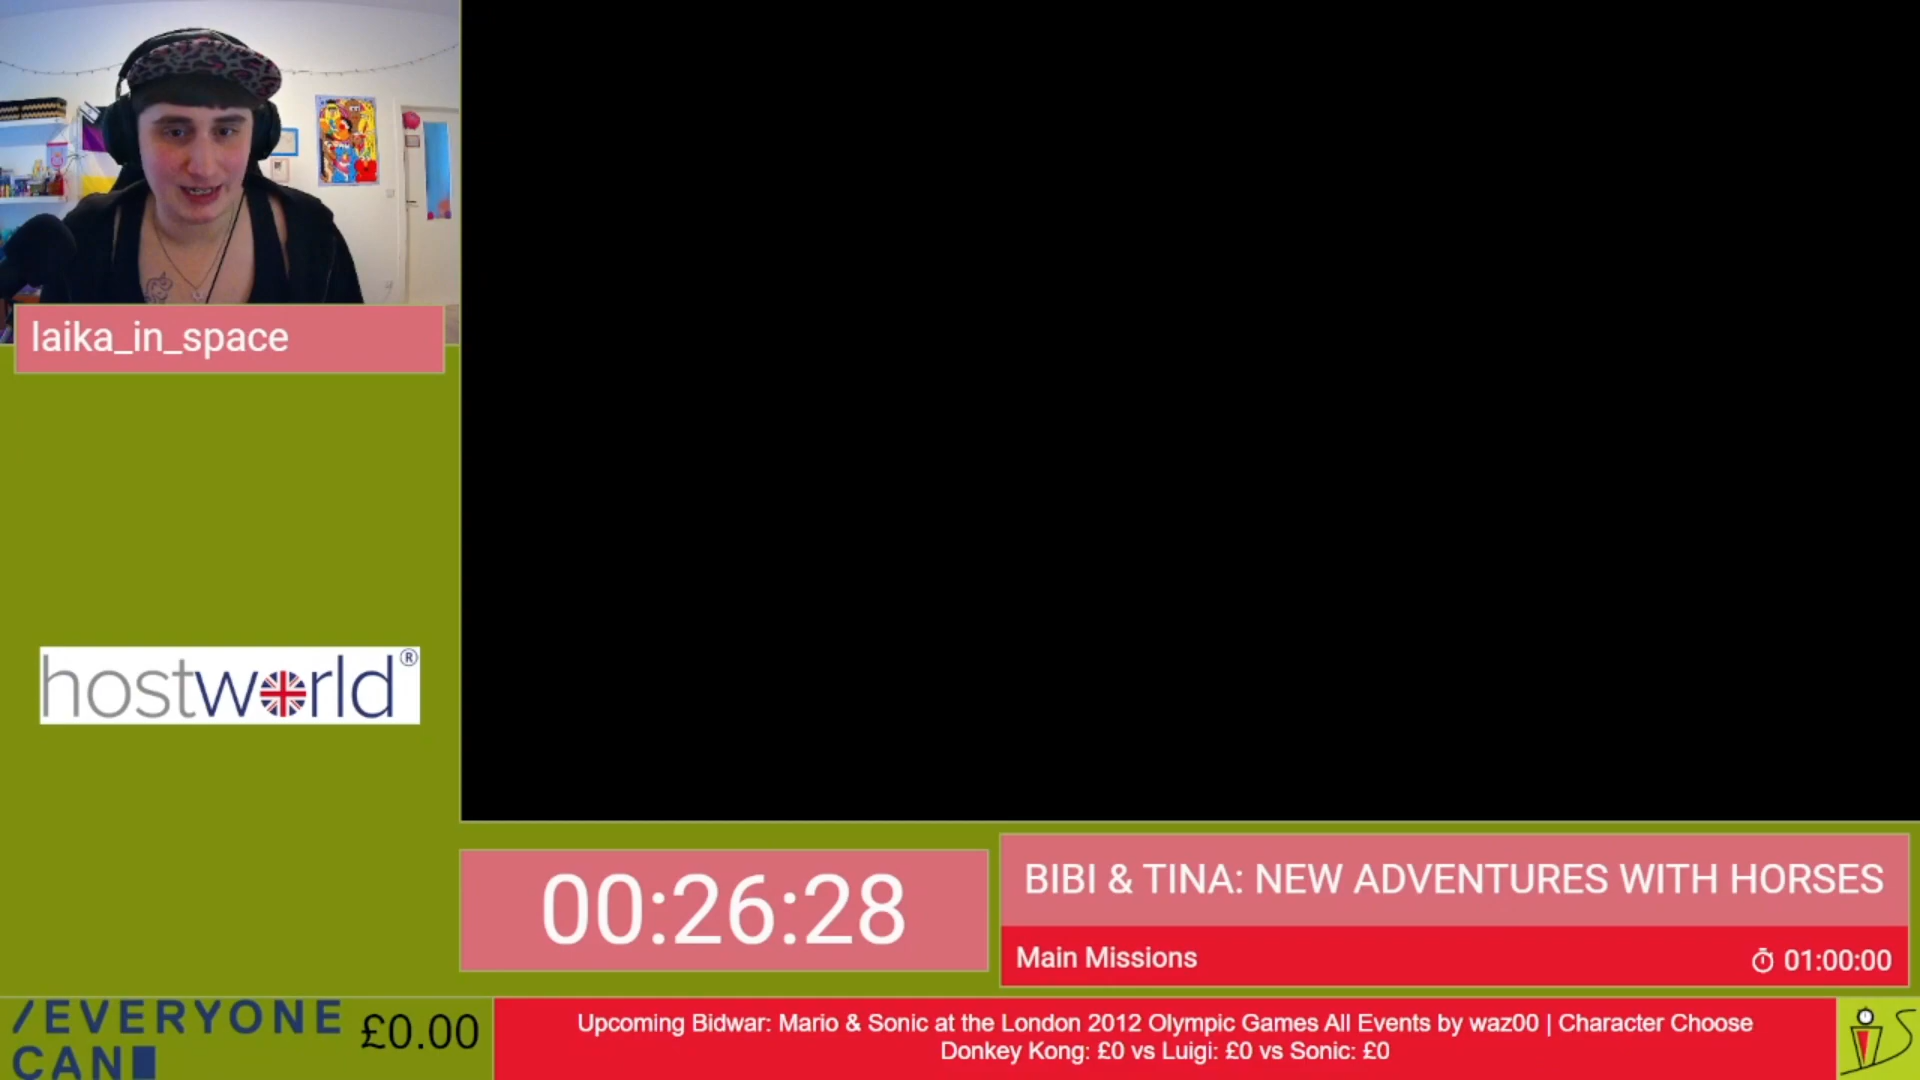 laika_in_space
hostworld®
00:26:28
BIBI & TINA: NEW ADVENTURES WITH HORSES
Main Missions
01:00:00
/EVERYONE
CAN
£0.00
Upcoming Bidwar: Mario & Sonic at the London 2012 Olympic Games All Events by waz00 | Character Choose
Donkey Kong: £0 vs Luigi: £0 vs Sonic: £0